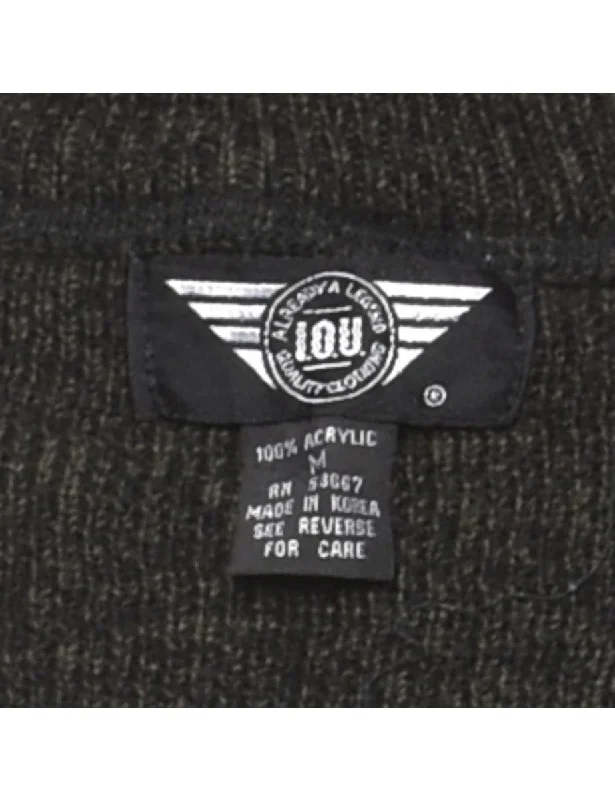 ALREADY A LEGEND
I.O.U.
QUALITY CLOTHING
®
100% ACRYLIC
M
RN 53067
MADE IN KOREA
SEE REVERSE
FOR CARE